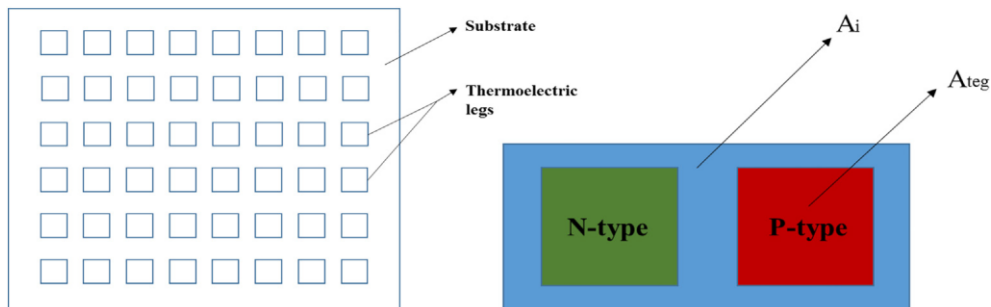 Substrate
Thermoelectric
legs
Ai
Ateg
N-type
P-type